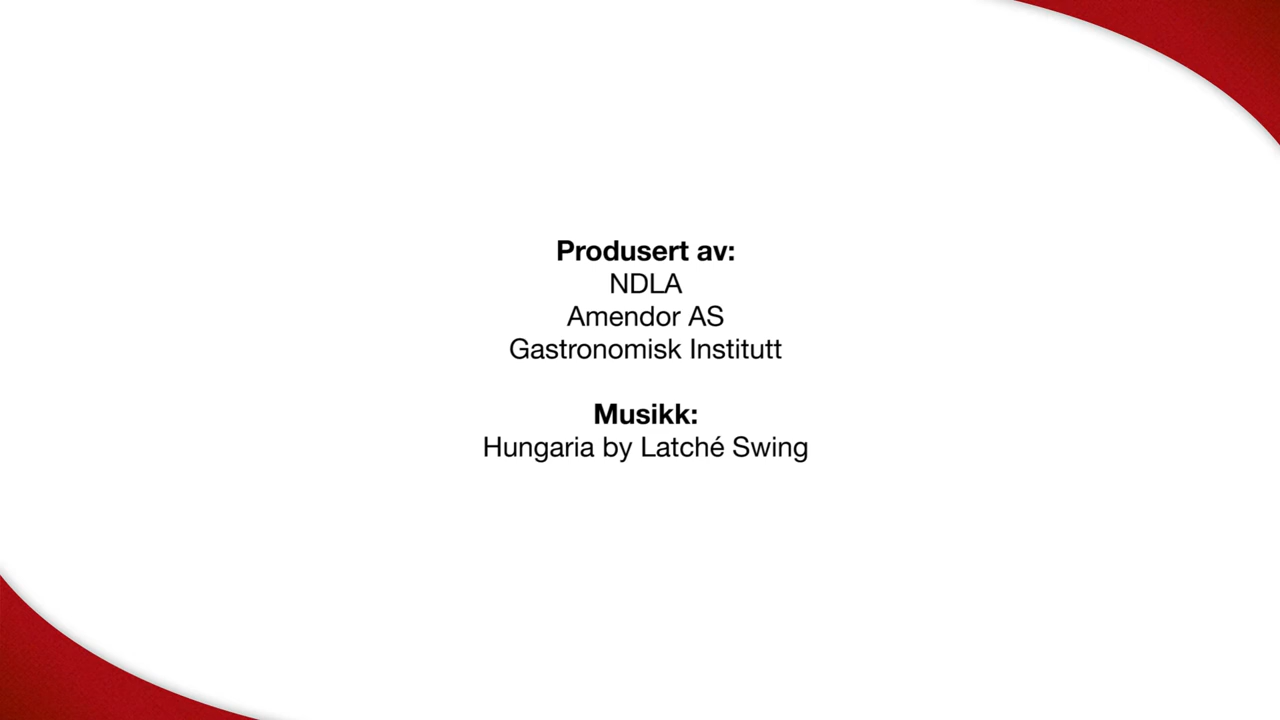 Produsert av:
NDLA
Amendor AS
Gastronomisk Institutt
Musikk:
Hungaria by Latché Swing